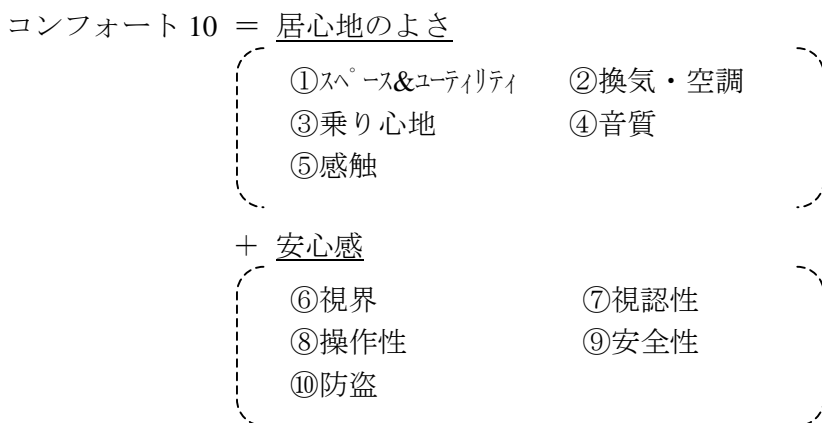 コンフォート 10 = 居心地のよさ
①ｽﾍﾟｰｽ&ﾕｰﾃｨﾘﾃｨ ②換気・空調
③乗り心地 ④音質
⑤感触
+ 安心感
⑥視界 ⑦視認性
⑧操作性 ⑨安全性
⑩防盗